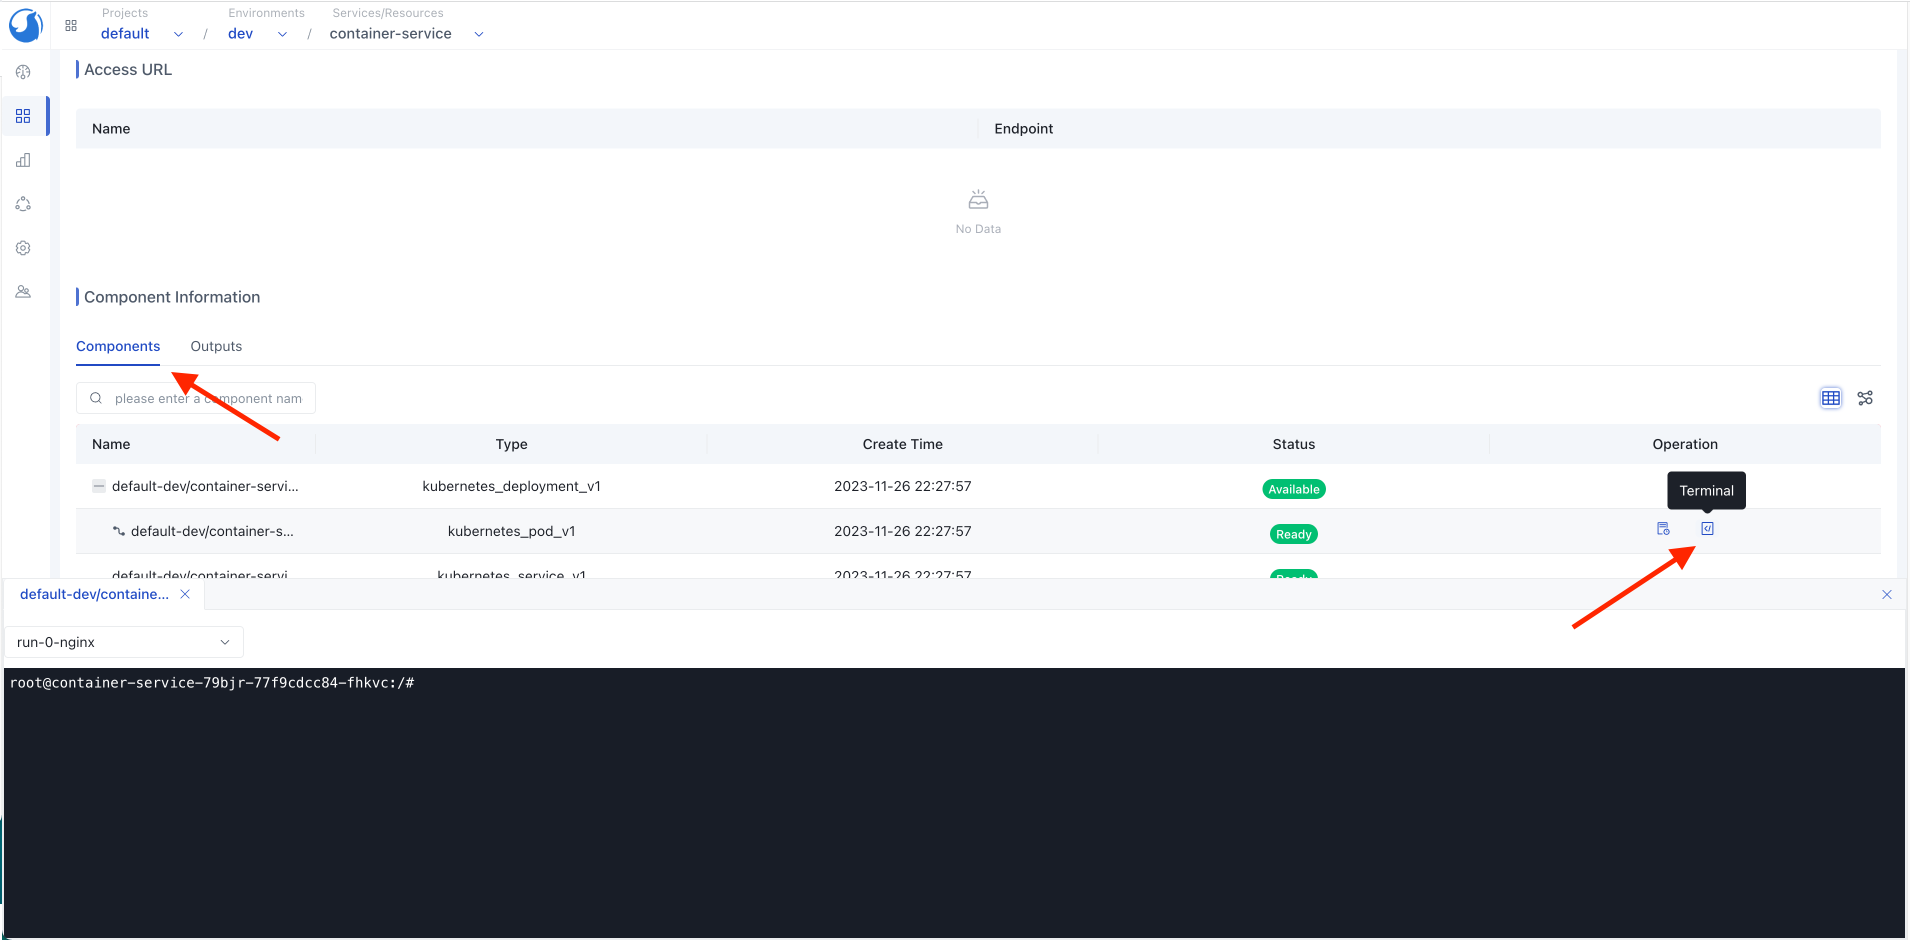 Projects Environments Services/Resources
default / dev / container-service
Access URL
Name Endpoint
No Data
Component Information
Components Outputs
please enter a component nam
Name Type Create Time Status Operation
default-dev/container-servi... kubernetes_deployment_v1 2023-11-26 22:27:57 Available
Terminal
default-dev/container-s... kubernetes_pod_v1 2023-11-26 22:27:57 Ready
default-dev/container-servi kubernetes_service_v1 2023-11-26 22:27:57 Ready
default-dev/containe...
run-0-nginx
root@container-service-79bjr-77f9cdcc84-fhkvc:/#